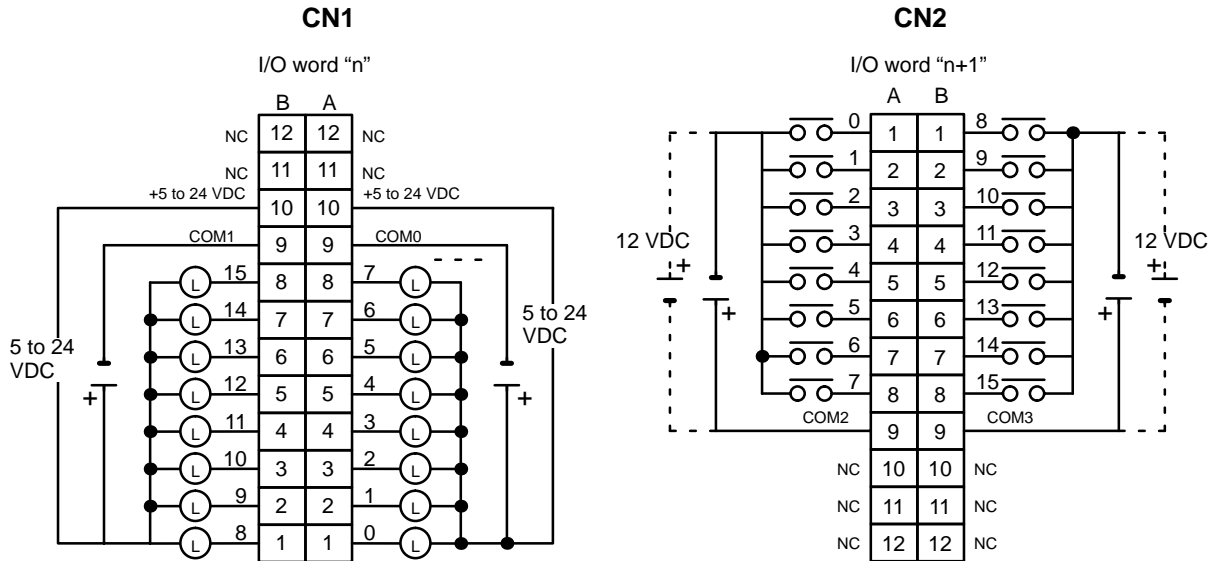 CN1 CN2
I/O word “n” I/O word “n+1”
B A A B
NC 12 12 NC 0 1 1 8
NC 11 11 NC 1 2 2 9
+5 to 24 VDC 10 10 +5 to 24 VDC 2 3 3 10
COM1 9 9 COM0 12 VDC 3 4 4 11 12 VDC
15 8 8 7 + 4 5 5 12 +
L L
14 7 7 6 + 5 6 6 13 +
L L
5 to 24 VDC 13 6 6 5 5 to 24 VDC 6 7 7 14
L L
+ 12 5 5 4 + 7 8 8 15
L L
11 4 4 3 COM2 9 9 COM3
L L
10 3 3 2 NC 10 10 NC
L L
9 2 2 1 NC 11 11 NC
L L
8 1 1 0 NC 12 12 NC
L L